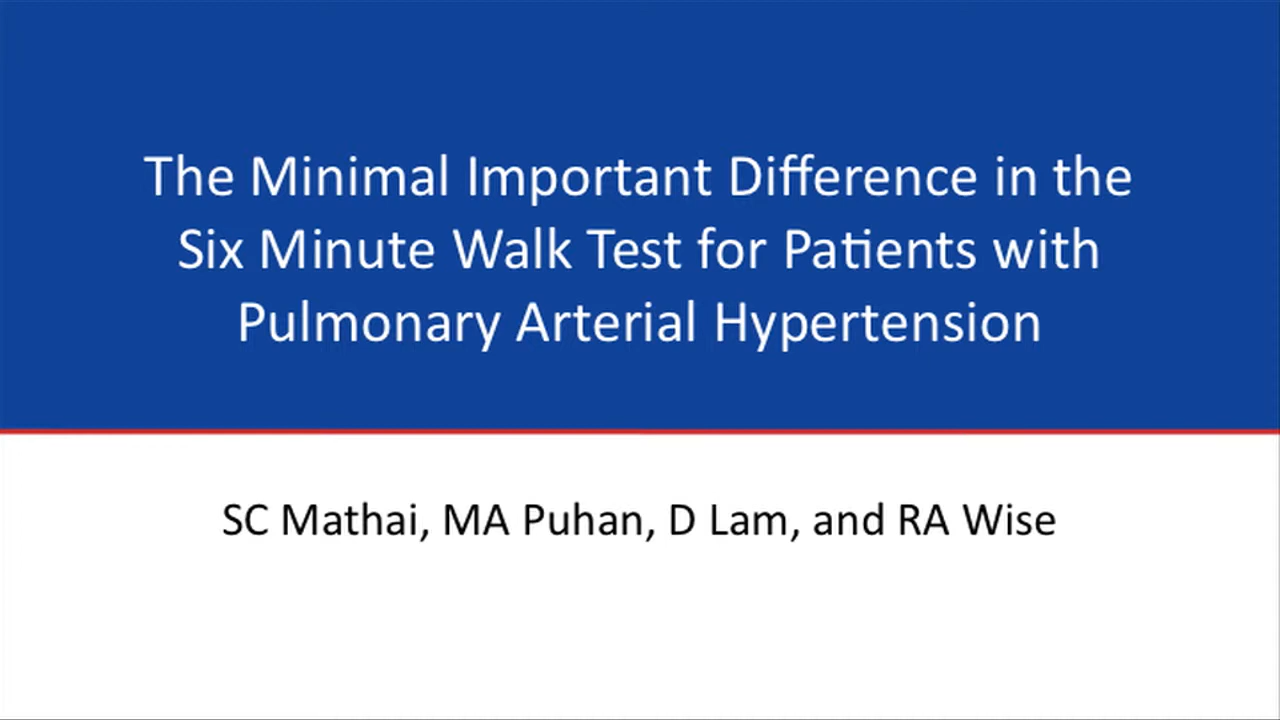 The Minimal Important Difference in the
Six Minute Walk Test for Patients with
Pulmonary Arterial Hypertension
SC Mathai, MA Puhan, D Lam, and RA Wise